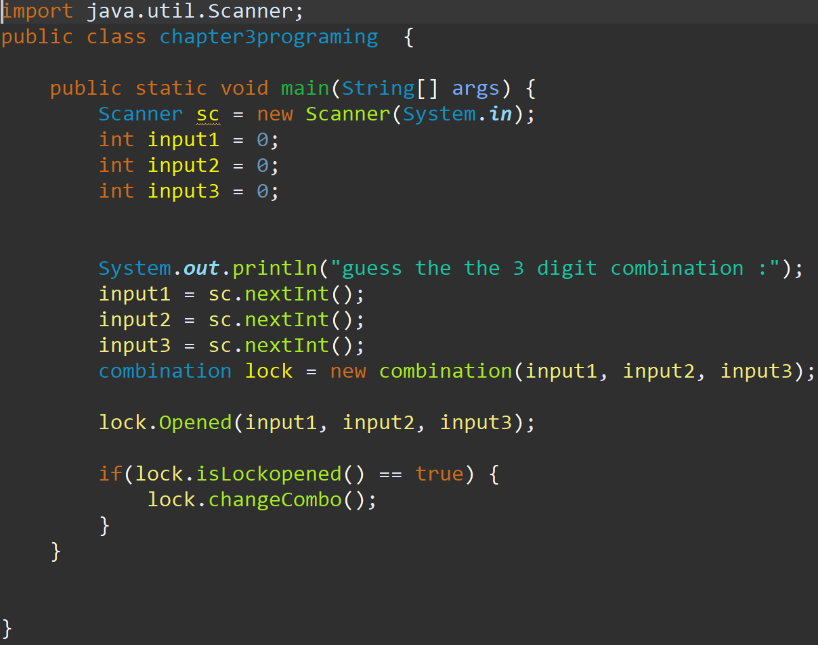 import java.util.Scanner;
public class chapter3programing  {
public static void main(String[] args) {
Scanner sc = new Scanner(System.in);
int input1 = 0;
int input2 = 0;
int input3 = 0;
System.out.println("guess the the 3 digit combination :");
input1 = sc.nextInt();
input2 = sc.nextInt();
input3 = sc.nextInt();
combination lock = new combination(input1, input2, input3);
lock.Opened(input1, input2, input3);
if(lock.isLockopened() == true) {
lock.changeCombo();
}
}
}